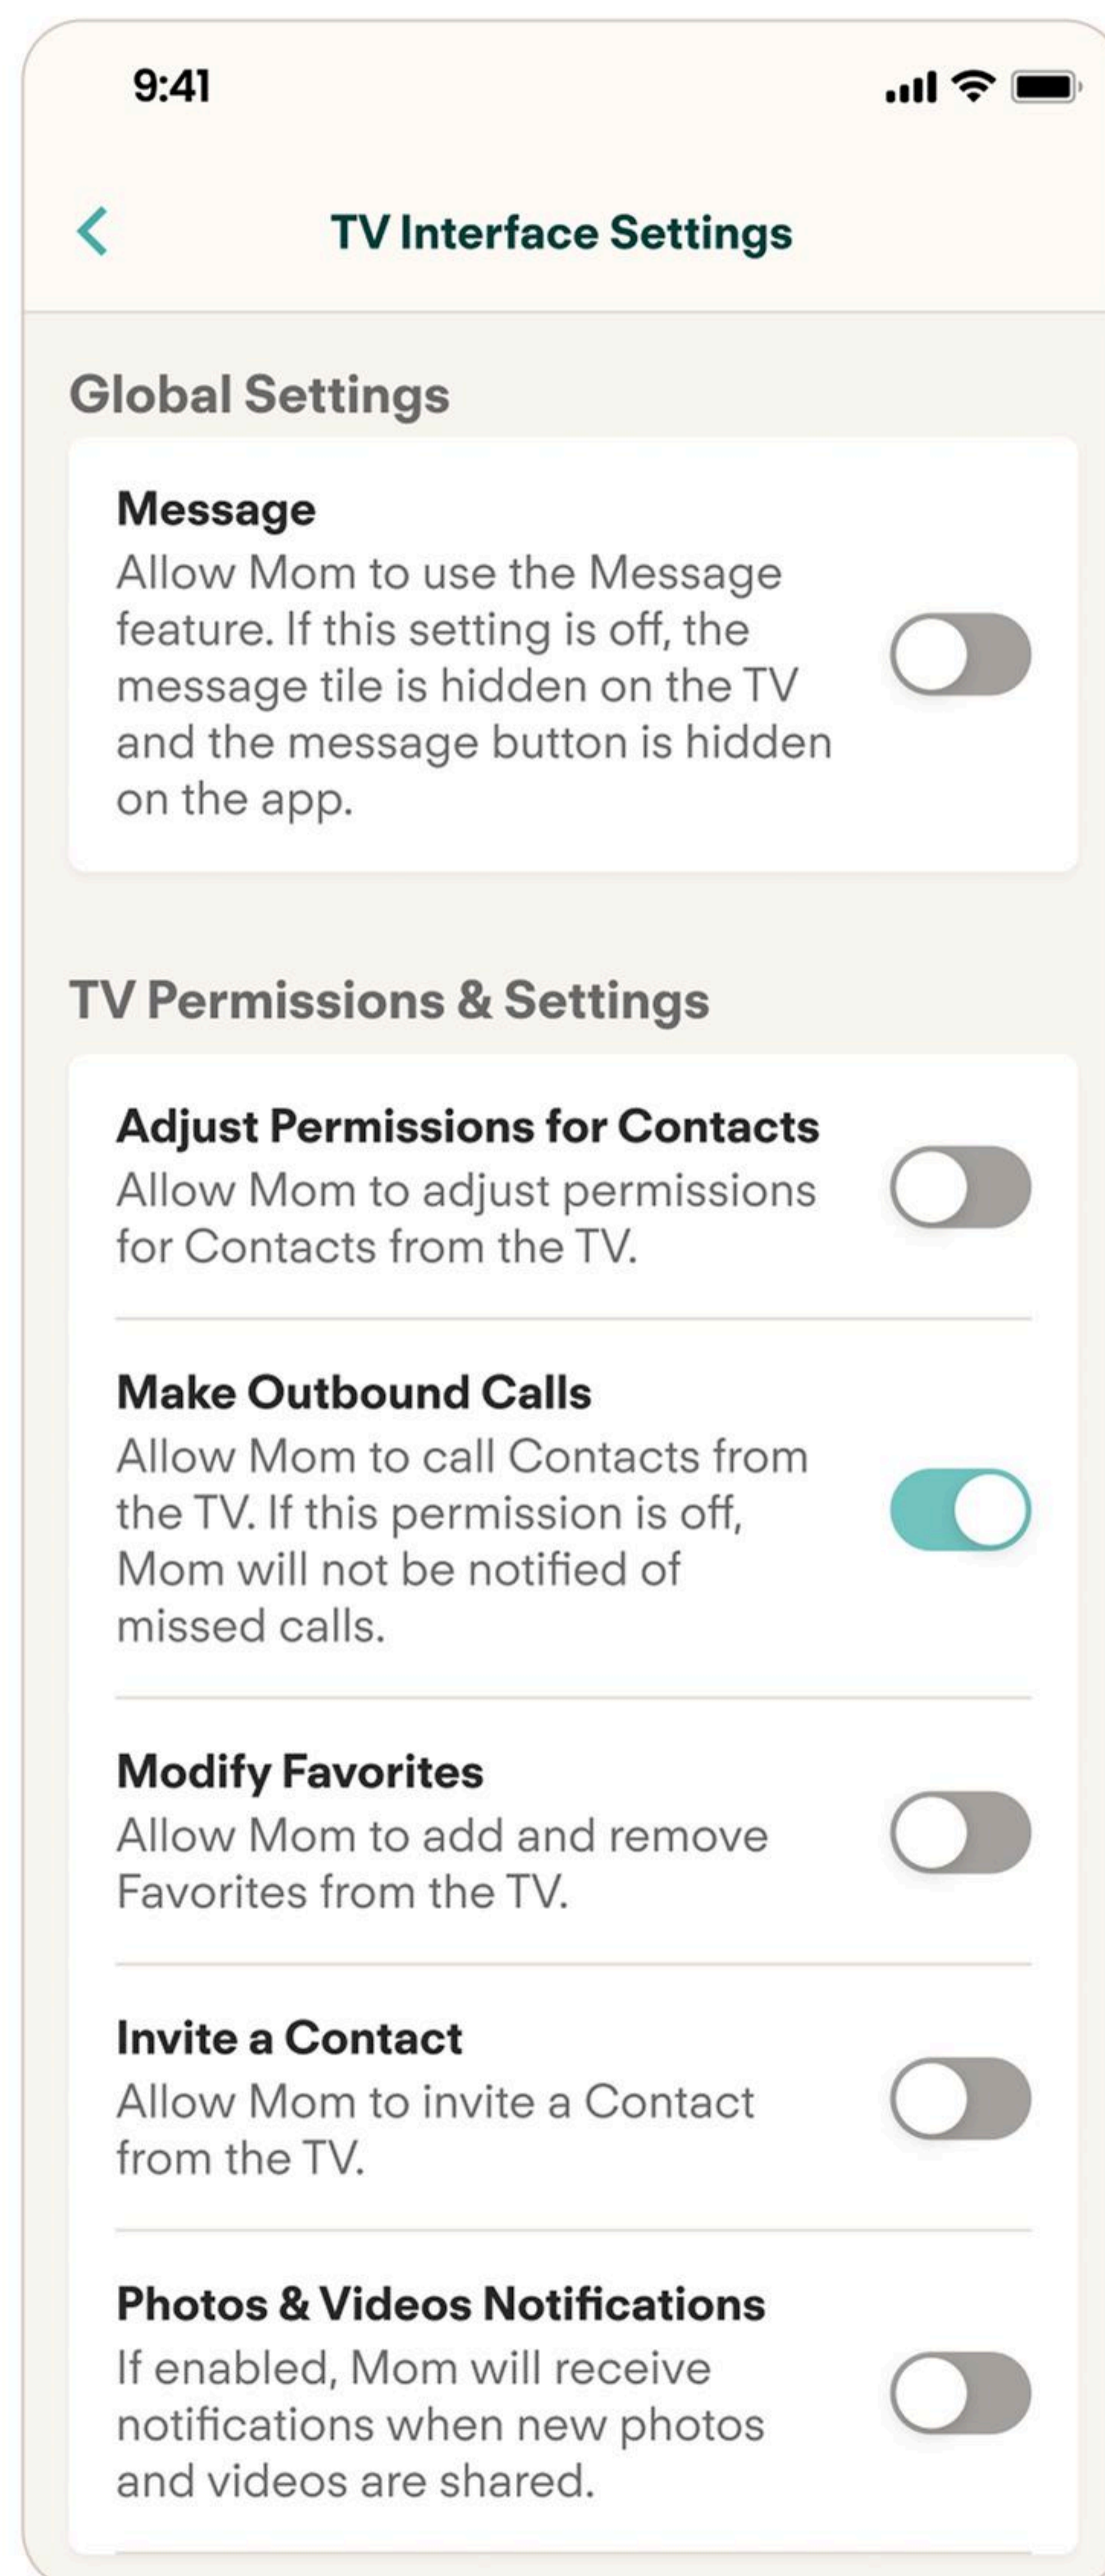 9:41
TV Interface Settings
Global Settings
Message
Allow Mom to use the Message
feature. If this setting is off, the
message tile is hidden on the TV
and the message button is hidden
on the app.
TV Permissions & Settings
Adjust Permissions for Contacts
Allow Mom to adjust permissions
for Contacts from the TV.
Make Outbound Calls
Allow Mom to call Contacts from
the TV. If this permission is off,
Mom will not be notified of
missed calls.
Modify Favorites
Allow Mom to add and remove
Favorites from the TV.
Invite a Contact
Allow Mom to invite a Contact
from the TV.
Photos & Videos Notifications
If enabled, Mom will receive
notifications when new photos
and videos are shared.